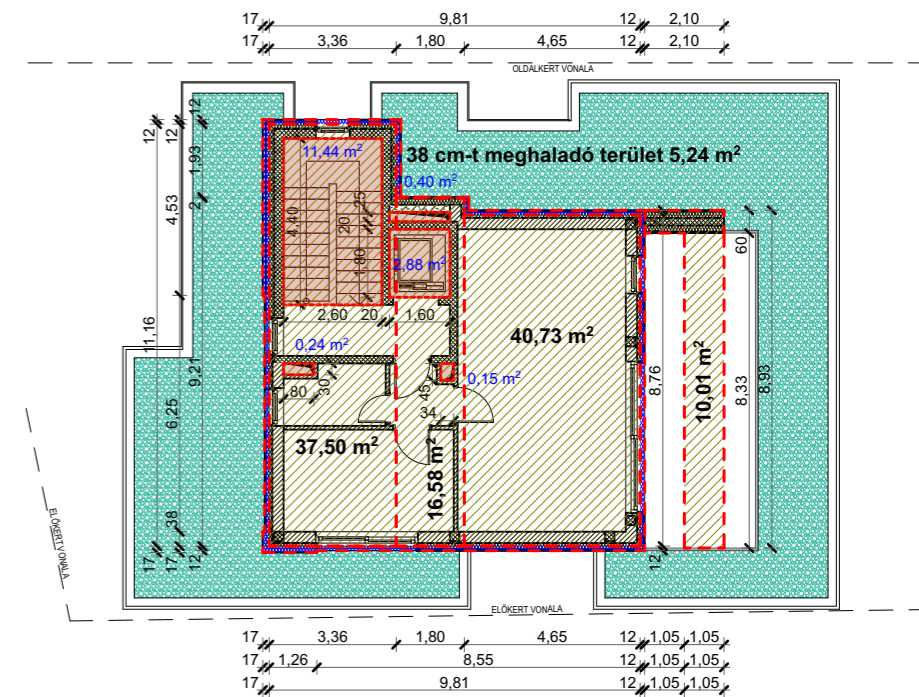 17 9,81 12 2,10
17 3,36 1,80 4,65 12 2,10
OLDALKERT VONALA
12
12
12
1,93
2
4,53
11,16
9,21
6,25
38
17
17
12
11,44 m²
38 cm-t meghaladó terület 5,24 m²
0,40 m²
4,40
20
25
1,80
2,88 m²
2,60 20 1,60
0,24 m²
40,73 m²
0,15 m²
80
30
45
34
37,50 m²
16,58 m²
60
8,76
10,01 m²
8,33
8,93
12
ELŐKERT VONALA
ELŐKERT VONALA
17 3,36 1,80 4,65 12 1,05 1,05
17 1,26 8,55 12 1,05 1,05
17 9,81 12 1,05 1,05